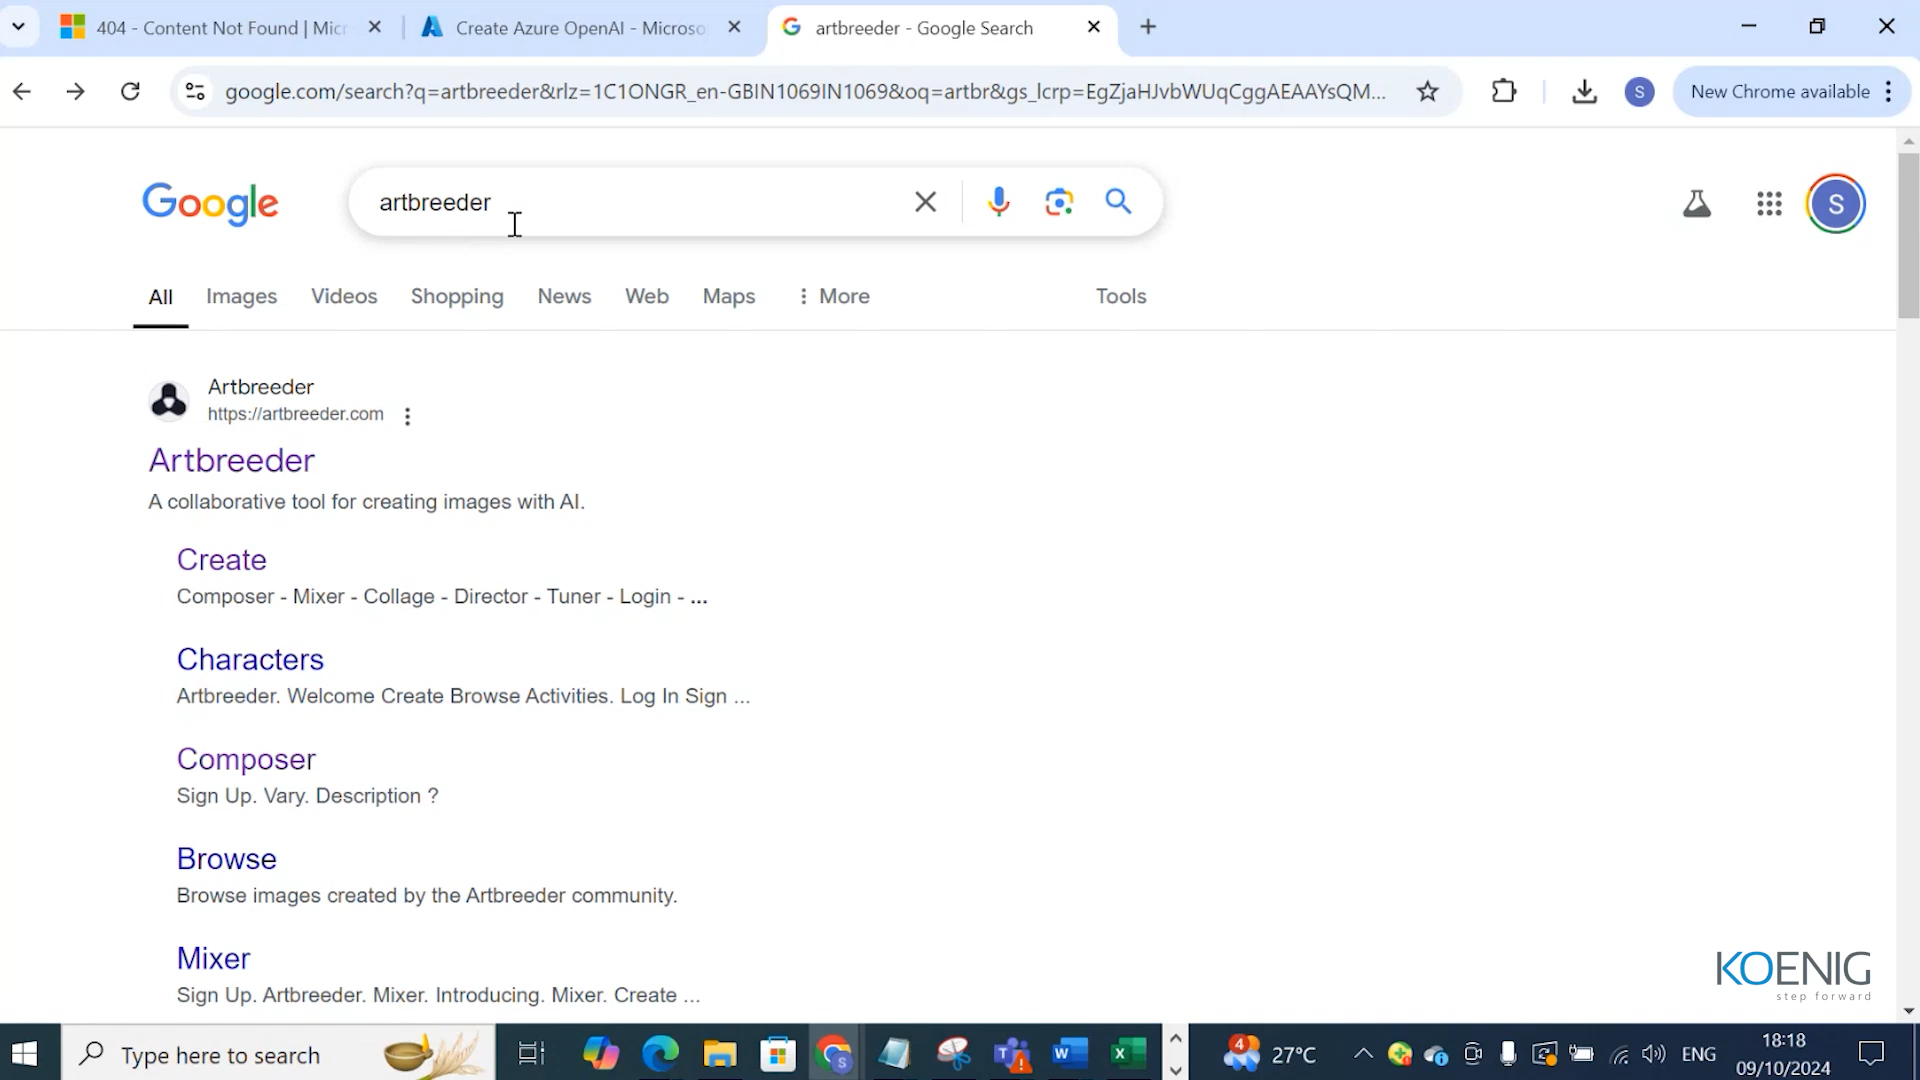 404 - Content Not Found | Micr
Create Azure OpenAI - Microso
artbreeder - Google Search
google.com/search?q=artbreeder&rlz=1C1ONGR_en-GBIN1069IN1069&oq=artbr&gs_lcrp=EgZjaHJvbWUqCggAEAAYsQM...
S
New Chrome available
Google
artbreeder
S
All
Images
Videos
Shopping
News
Web
Maps
More
Tools
Artbreeder
https://artbreeder.com
Artbreeder
A collaborative tool for creating images with AI.
Create
Composer - Mixer - Collage - Director - Tuner - Login - ...
Characters
Artbreeder. Welcome Create Browse Activities. Log In Sign ...
Composer
Sign Up. Vary. Description ?
Browse
Browse images created by the Artbreeder community.
Mixer
Sign Up. Artbreeder. Mixer. Introducing. Mixer. Create ...
KOENIG
step forward
Type here to search
4
27°C
ENG
18:18
09/10/2024